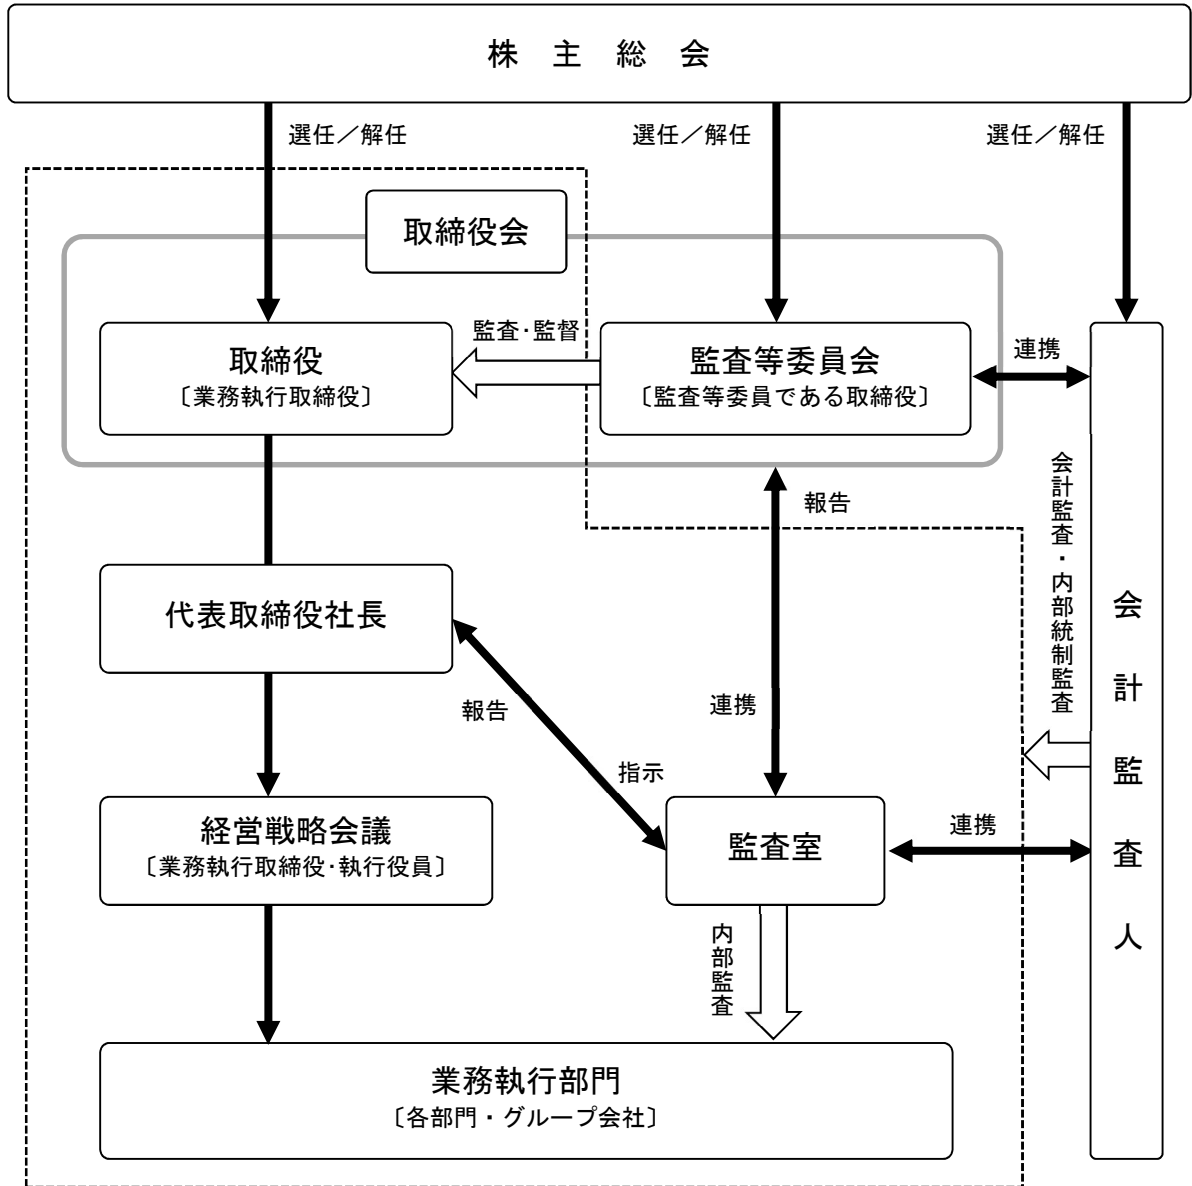 株主総会
選任／解任
選任／解任
選任／解任
取締役会
取締役
〔業務執行取締役〕
監査･監督
監査等委員会
〔監査等委員である取締役〕
連携
報告
会計監査・内部統制監査
会計監査人
代表取締役社長
報告
指示
連携
経営戦略会議
〔業務執行取締役･執行役員〕
監査室
連携
内部監査
業務執行部門
〔各部門・グループ会社〕